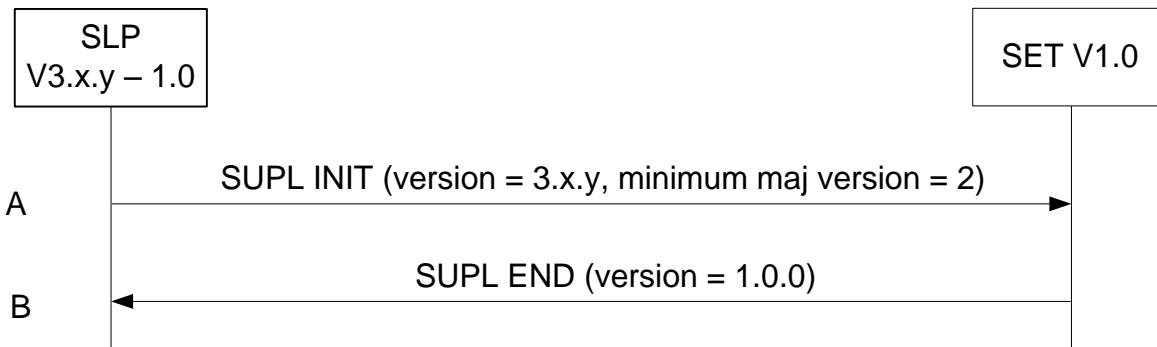 SLP
V3.x.y – 1.0
SET V1.0
SUPL INIT (version = 3.x.y, minimum maj version = 2)
A
SUPL END (version = 1.0.0)
B